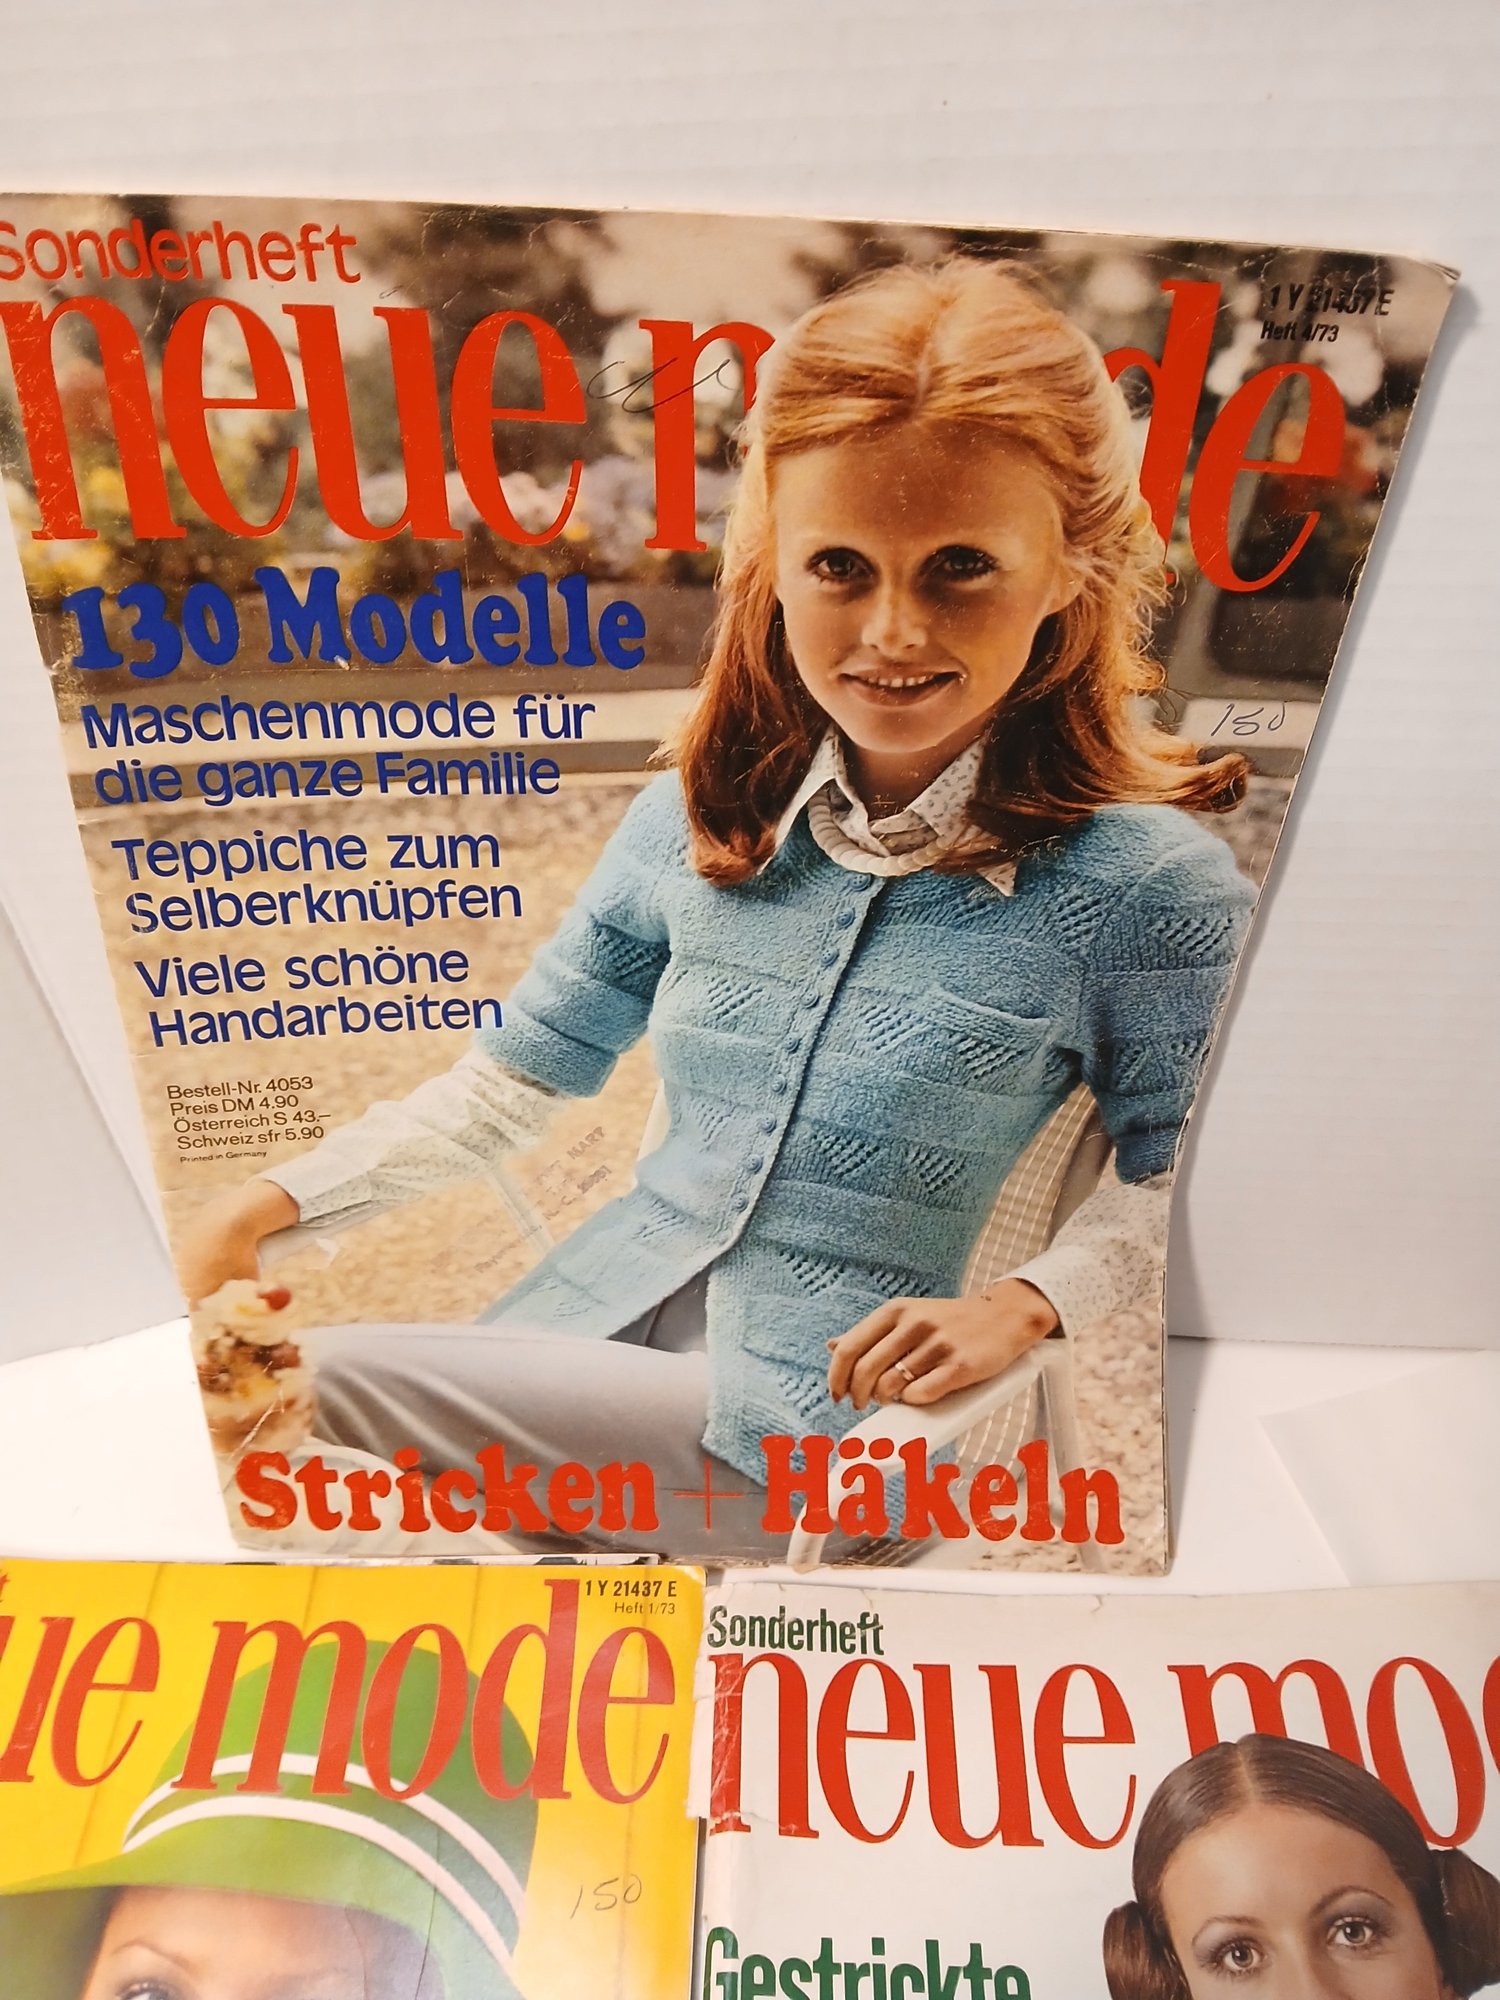 Sonderheft
neue mode
1 Y 21437 E
Heft 4/73
130 Modelle
Maschenmode für
die ganze Familie
150
Teppiche zum
Selberknüpfen
Viele schöne
Handarbeiten
Bestell-Nr. 4053
Preis DM 4.90
Österreich S 43.–
Schweiz sfr 5.90
Printed in Germany
MART
N. C.
Stricken + Häkeln
ue mode
1 Y 21437 E
Heft 1/73
150
Sonderheft
neue mo
Gestrickte